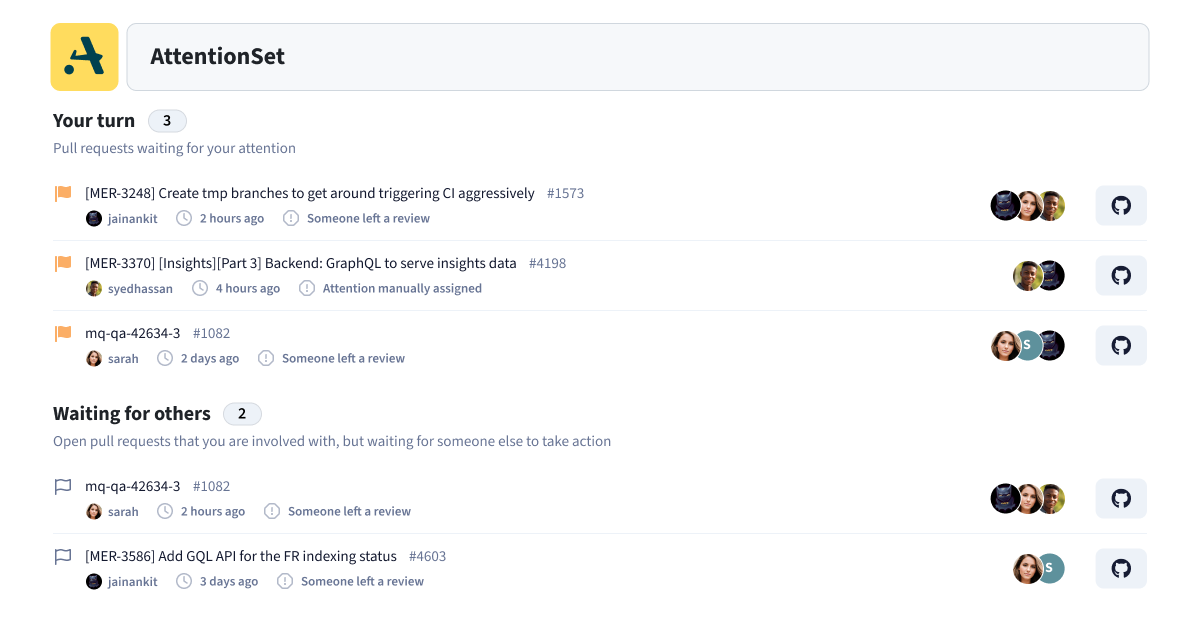 AttentionSet
Your turn 3
Pull requests waiting for your attention
[MER-3248] Create tmp branches to get around triggering CI aggressively #1573
jainankit 2 hours ago Someone left a review
[MER-3370] [Insights][Part 3] Backend: GraphQL to serve insights data #4198
syedhassan 4 hours ago Attention manually assigned
mq-qa-42634-3 #1082
S
sarah 2 days ago Someone left a review
Waiting for others 2
Open pull requests that you are involved with, but waiting for someone else to take action
mq-qa-42634-3 #1082
sarah 2 hours ago Someone left a review
[MER-3586] Add GQL API for the FR indexing status #4603
S
jainankit 3 days ago Someone left a review